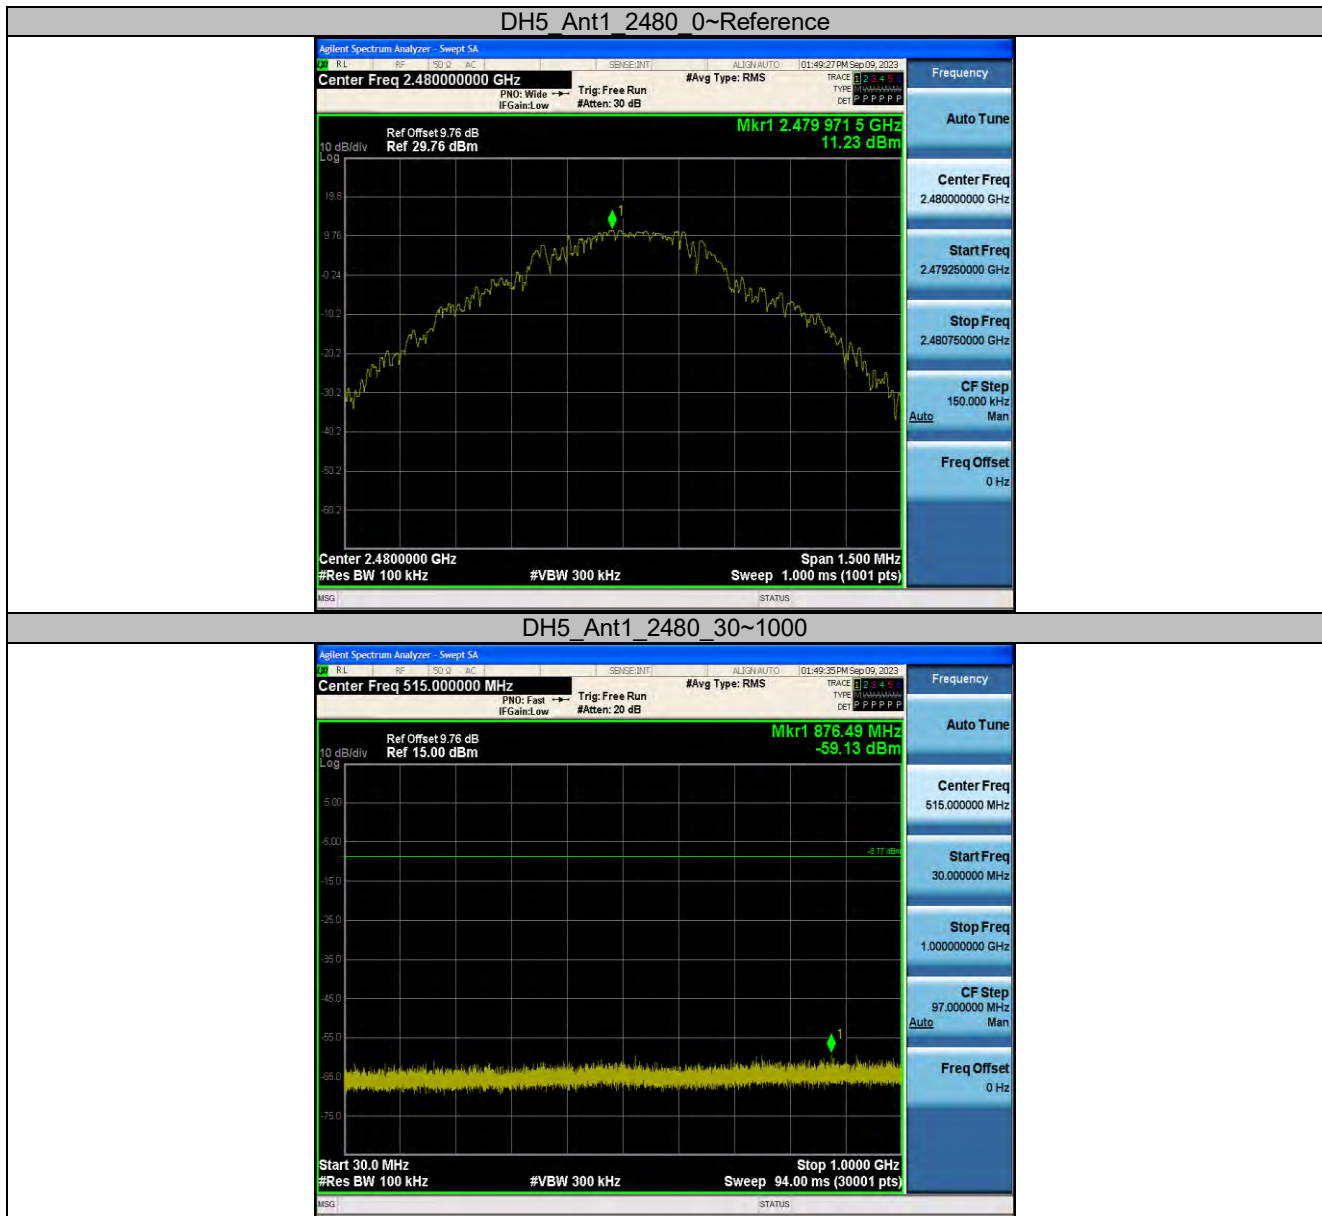 DH5_Ant1_2480_0~Reference
Agilent Spectrum Analyzer - Swept SA
RL RF 50 Ω AC SENSE:INT ALIGN AUTO 01:49:27 PM Sep 09, 2023
Center Freq 2.480000000 GHz
PNO: Wide
IFGain:Low
Trig: Free Run
#Atten: 30 dB
#Avg Type: RMS
TRACE 1 2 3 4 5 6
TYPE M
DET P P P P P P
Frequency
Mkr1 2.479 971 5 GHz
11.23 dBm
Ref Offset 9.76 dB
10 dB/div Ref 29.76 dBm
Log
19.8
9.76
-0.24
-10.2
-20.2
-30.2
-40.2
-50.2
-60.2
1
Center 2.4800000 GHz Span 1.500 MHz
#Res BW 100 kHz #VBW 300 kHz Sweep 1.000 ms (1001 pts)
MSG STATUS
Auto Tune
Center Freq
2.480000000 GHz
Start Freq
2.479250000 GHz
Stop Freq
2.480750000 GHz
CF Step
150.000 kHz
Auto Man
Freq Offset
0 Hz
DH5_Ant1_2480_30~1000
Agilent Spectrum Analyzer - Swept SA
RL RF 50 Ω AC SENSE:INT ALIGN AUTO 01:49:35 PM Sep 09, 2023
Center Freq 515.000000 MHz
PNO: Fast
IFGain:Low
Trig: Free Run
#Atten: 20 dB
#Avg Type: RMS
TRACE 1 2 3 4 5 6
TYPE M
DET P P P P P P
Frequency
Mkr1 876.49 MHz
-59.13 dBm
Ref Offset 9.76 dB
10 dB/div Ref 15.00 dBm
Log
5.00
-5.00
-8.77 dBm
-15.0
-25.0
-35.0
-45.0
-55.0
-65.0
-75.0
1
Start 30.0 MHz Stop 1.0000 GHz
#Res BW 100 kHz #VBW 300 kHz Sweep 94.00 ms (30001 pts)
MSG STATUS
Auto Tune
Center Freq
515.000000 MHz
Start Freq
30.000000 MHz
Stop Freq
1.000000000 GHz
CF Step
97.000000 MHz
Auto Man
Freq Offset
0 Hz